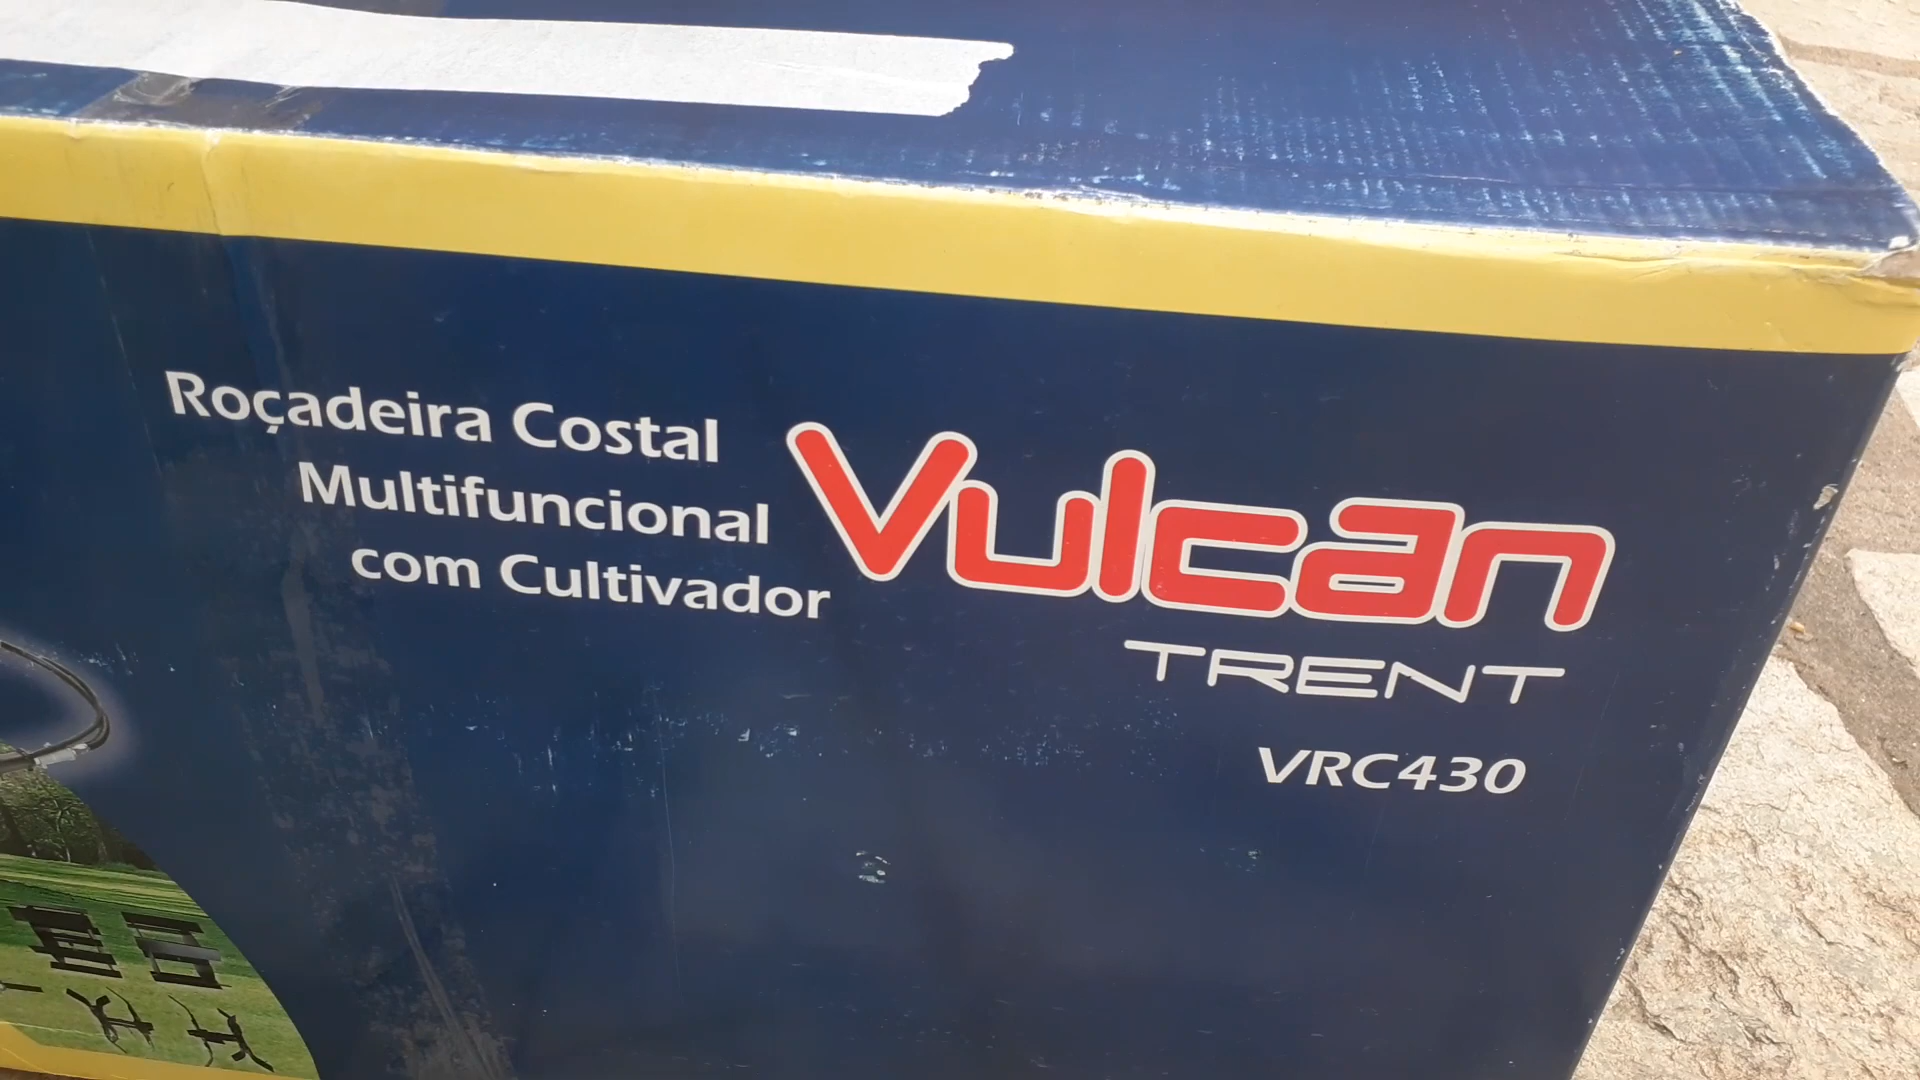 Roçadeira Costal
Multifuncional
com Cultivador
Vulcan
TRENT
VRC430